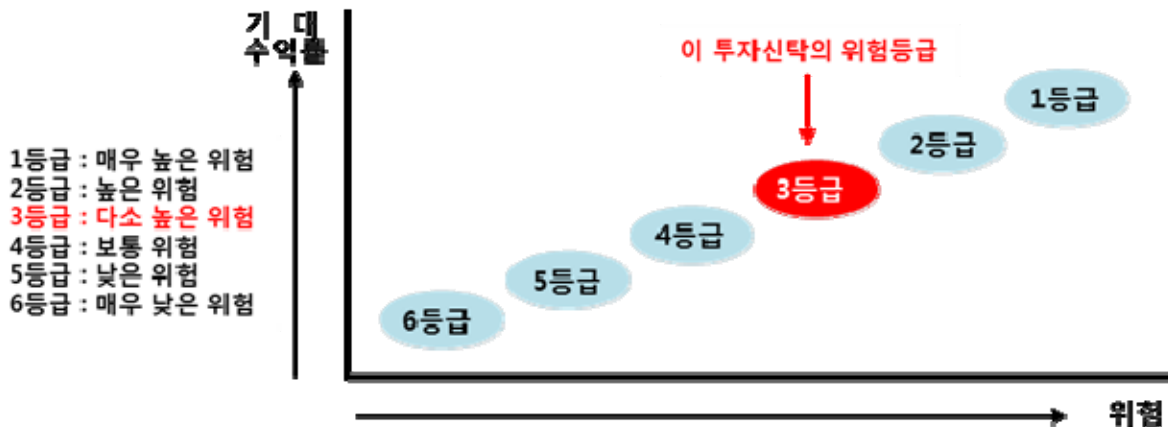 기 대
수익률
이 투자신탁의 위험등급
1등급
2등급
3등급
4등급
5등급
6등급
1등급 : 매우 높은 위험
2등급 : 높은 위험
3등급 : 다소 높은 위험
4등급 : 보통 위험
5등급 : 낮은 위험
6등급 : 매우 낮은 위험
위험